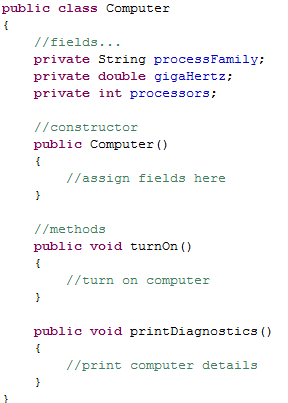 public class Computer
{
//fields...
private String processFamily;
private double gigaHertz;
private int processors;
//constructor
public Computer()
{
//assign fields here
}
//methods
public void turnOn()
{
//turn on computer
}
public void printDiagnostics()
{
//print computer details
}
}